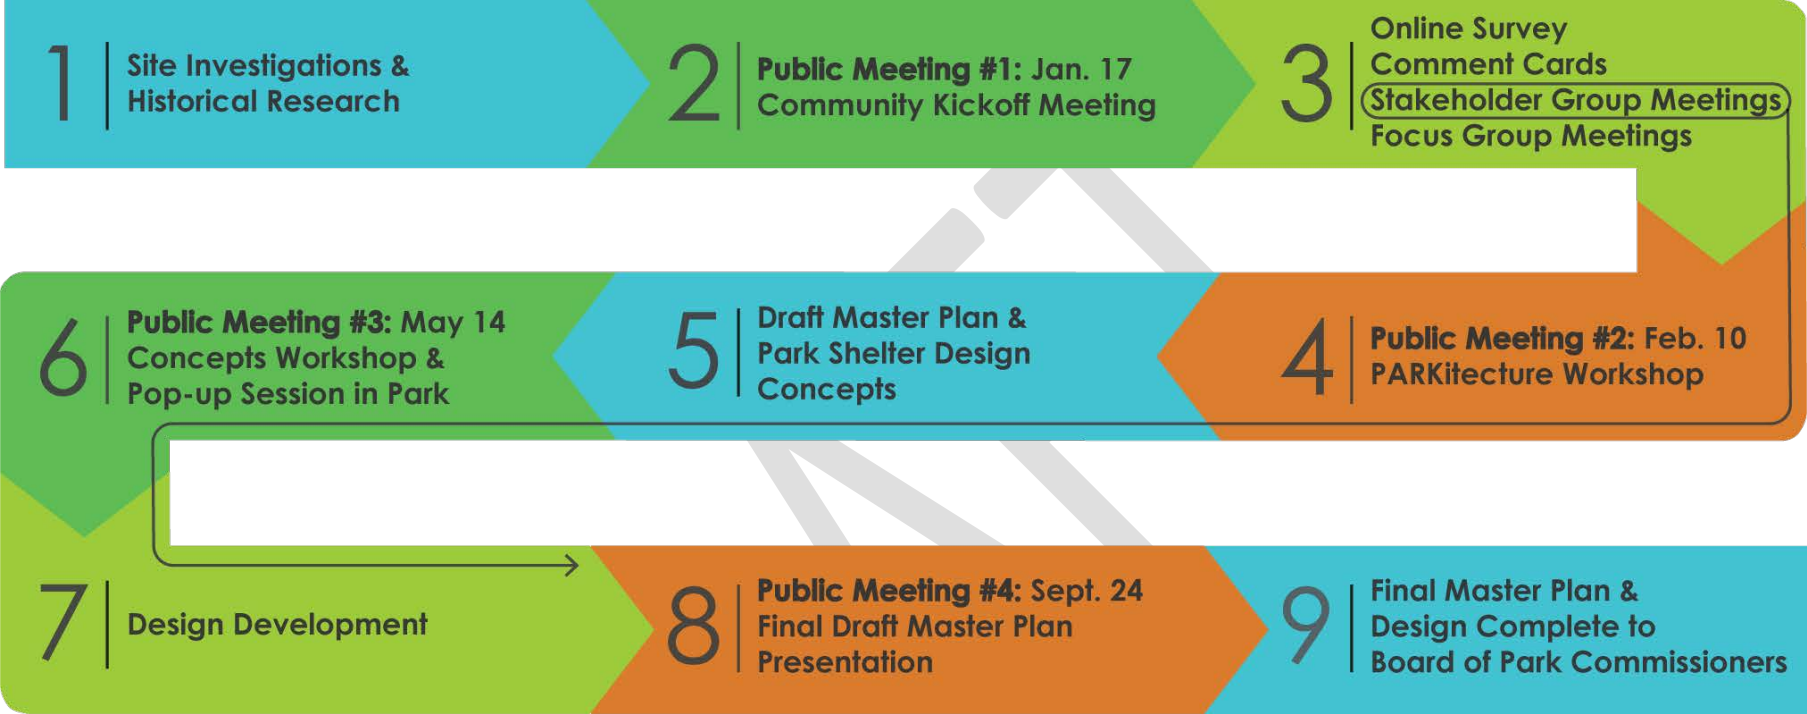 1
Site Investigations &
Historical Research
2
Public Meeting #1: Jan. 17
Community Kickoff Meeting
3
Online Survey
Comment Cards
Stakeholder Group Meetings
Focus Group Meetings
4
Public Meeting #2: Feb. 10
PARKitecture Workshop
5
Draft Master Plan &
Park Shelter Design
Concepts
6
Public Meeting #3: May 14
Concepts Workshop &
Pop-up Session in Park
7
Design Development
8
Public Meeting #4: Sept. 24
Final Draft Master Plan
Presentation
9
Final Master Plan &
Design Complete to
Board of Park Commissioners